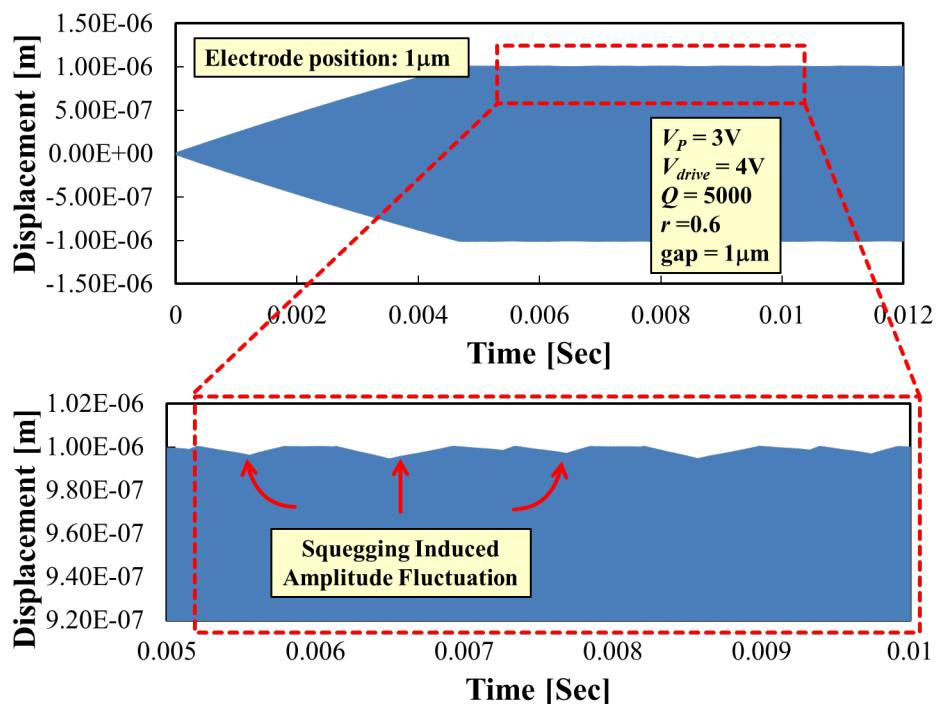 1.50E-06
1.00E-06
5.00E-07
0.00E+00
-5.00E-07
-1.00E-06
-1.50E-06
Displacement [m]
Electrode position: 1μm
V_P = 3V
V_drive = 4V
Q = 5000
r =0.6
gap = 1μm
0 0.002 0.004 0.006 0.008 0.01 0.012
Time [Sec]
1.02E-06
1.00E-06
9.80E-07
9.60E-07
9.40E-07
9.20E-07
Displacement [m]
Squegging Induced
Amplitude Fluctuation
0.005 0.006 0.007 0.008 0.009 0.01
Time [Sec]